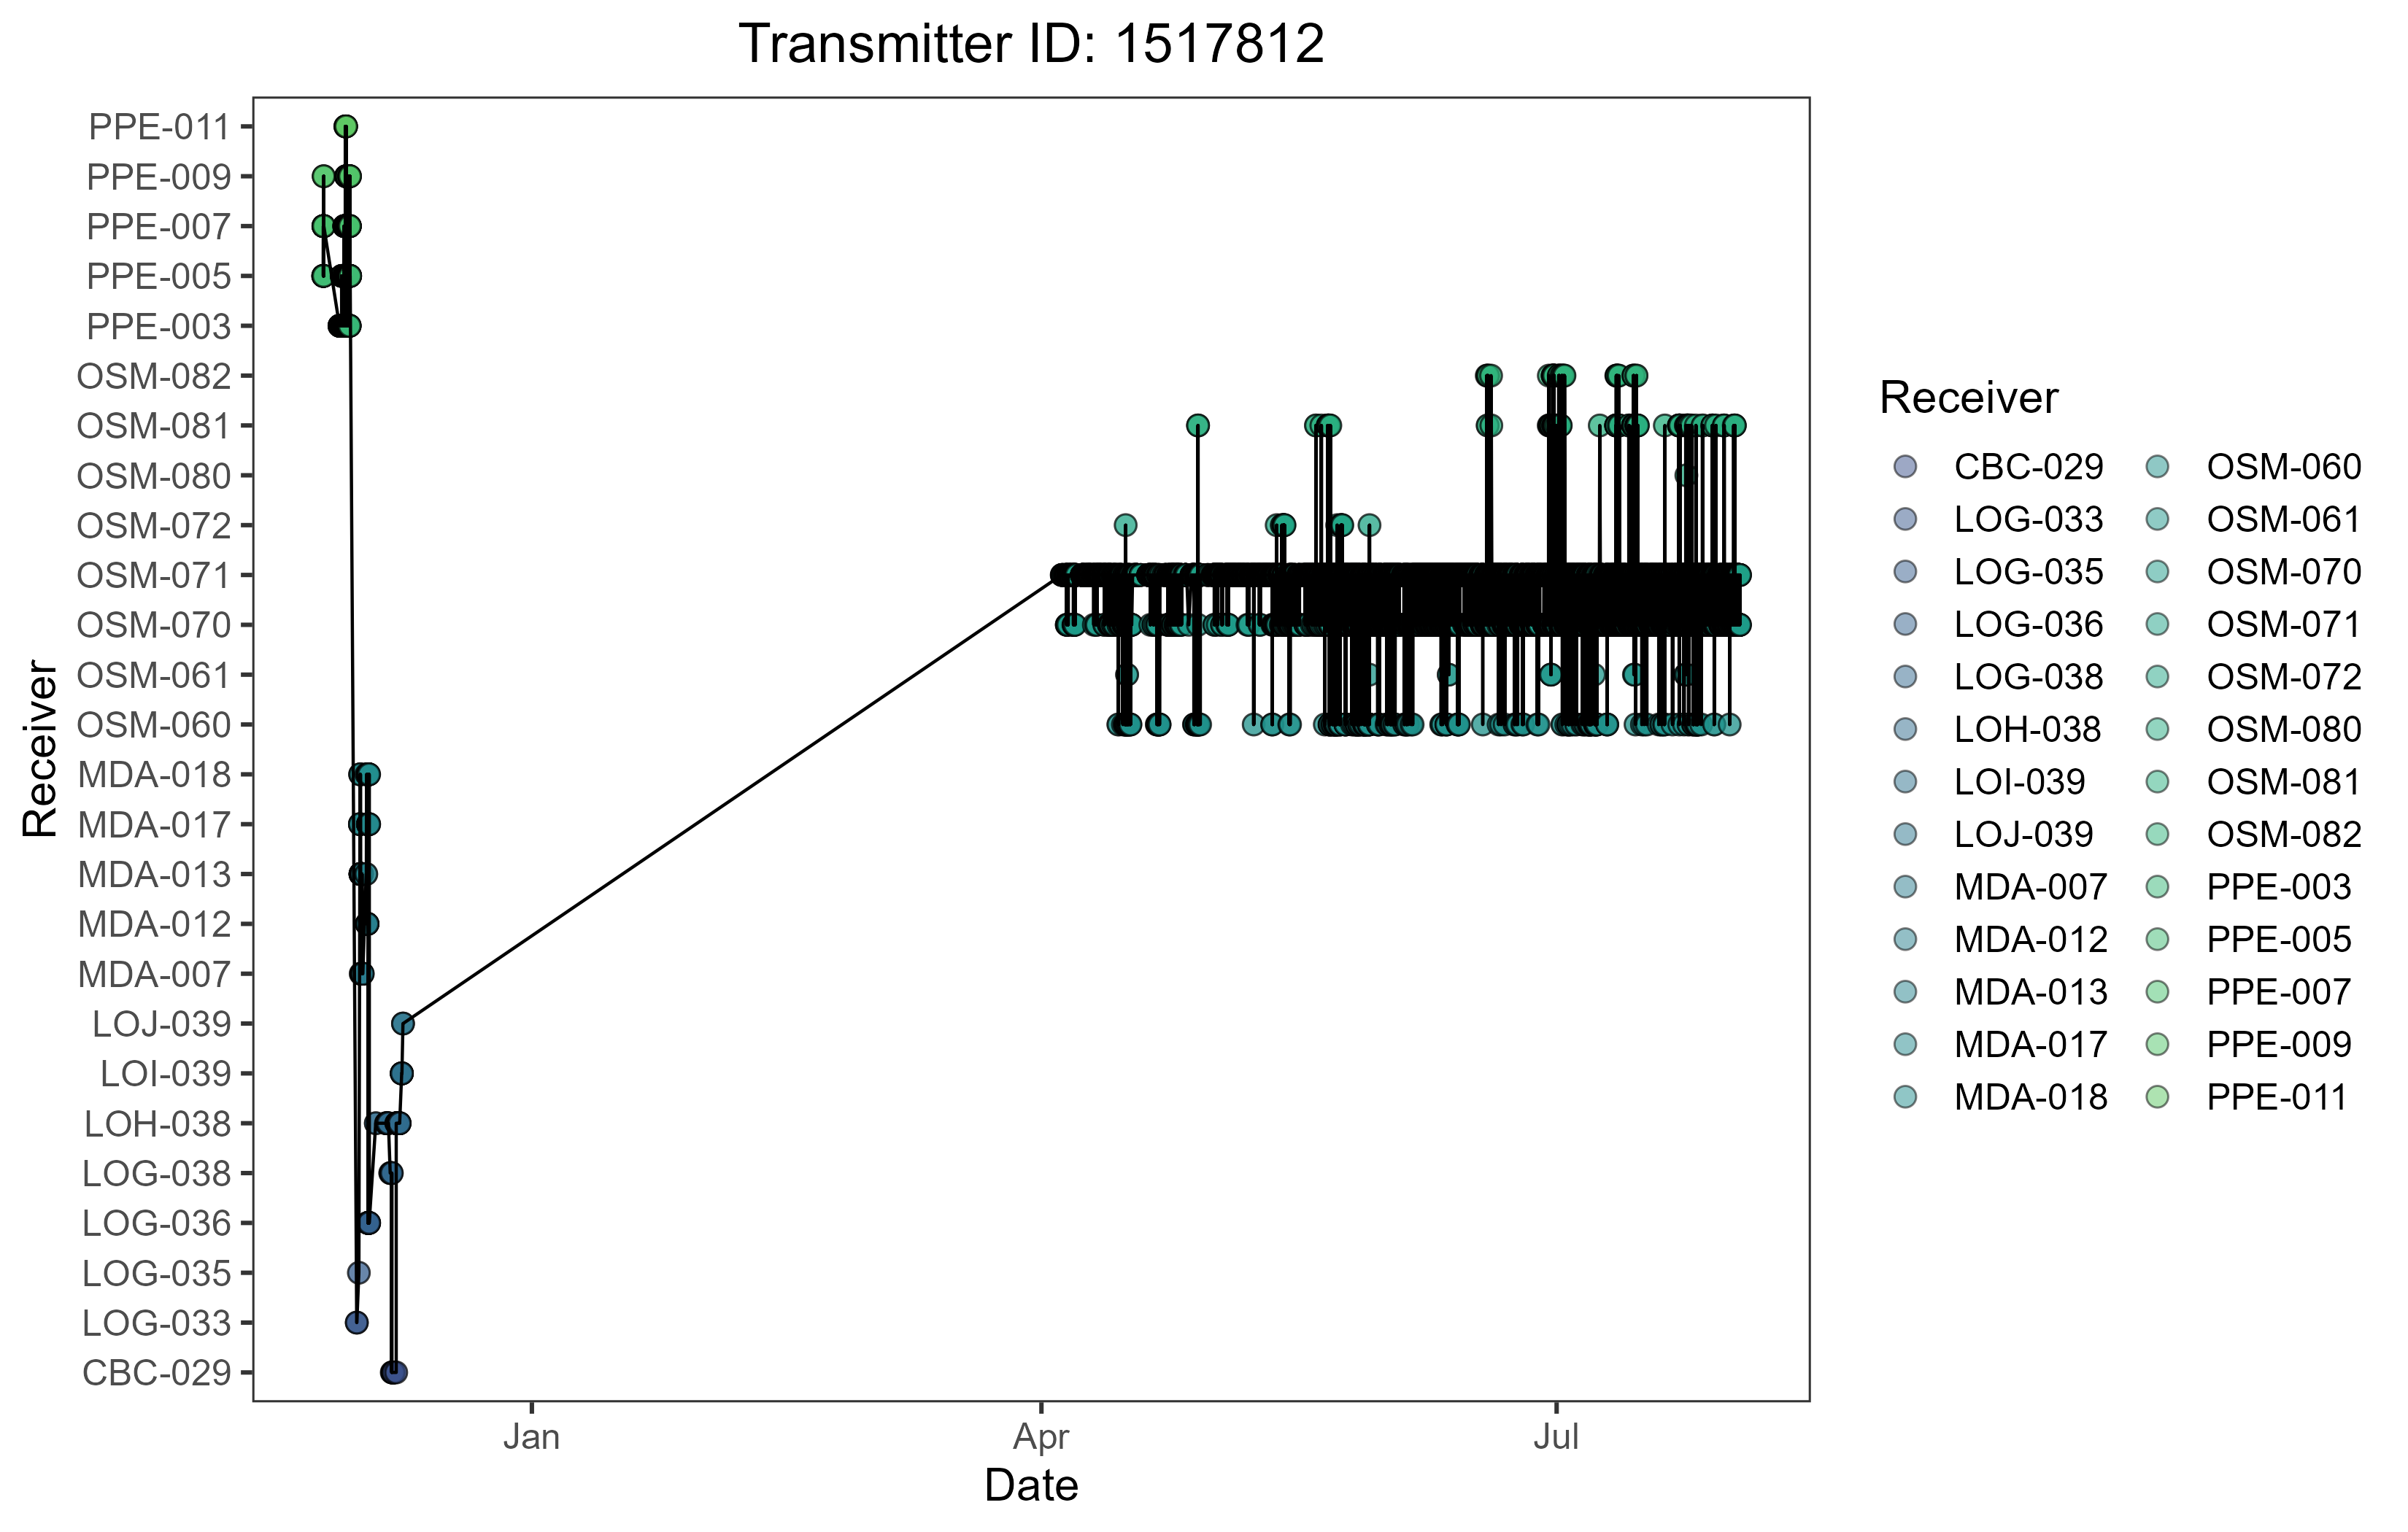 Transmitter ID: 1517812
Receiver
PPE-011
PPE-009
PPE-007
PPE-005
PPE-003
OSM-082
OSM-081
OSM-080
OSM-072
OSM-071
OSM-070
OSM-061
OSM-060
MDA-018
MDA-017
MDA-013
MDA-012
MDA-007
LOJ-039
LOI-039
LOH-038
LOG-038
LOG-036
LOG-035
LOG-033
CBC-029
Jan Apr Jul
Date
Receiver
CBC-029 OSM-060
LOG-033 OSM-061
LOG-035 OSM-070
LOG-036 OSM-071
LOG-038 OSM-072
LOH-038 OSM-080
LOI-039 OSM-081
LOJ-039 OSM-082
MDA-007 PPE-003
MDA-012 PPE-005
MDA-013 PPE-007
MDA-017 PPE-009
MDA-018 PPE-011